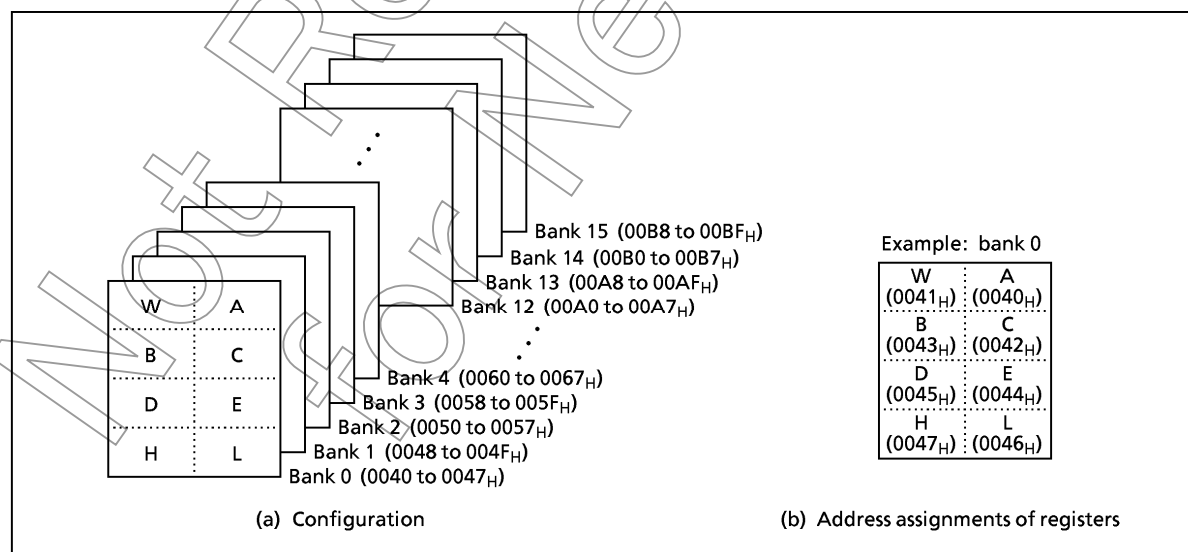 Not R
for Ne
Bank 15 (00B8 to 00BFH)
Bank 14 (00B0 to 00B7H)
Bank 13 (00A8 to 00AFH)
Bank 12 (00A0 to 00A7H)
Bank 4 (0060 to 0067H)
Bank 3 (0058 to 005FH)
Bank 2 (0050 to 0057H)
Bank 1 (0048 to 004FH)
Bank 0 (0040 to 0047H)
W A
B C
D E
H L
(a) Configuration
Example: bank 0
W A
(0041H) (0040H)
B C
(0043H) (0042H)
D E
(0045H) (0044H)
H L
(0047H) (0046H)
(b) Address assignments of registers